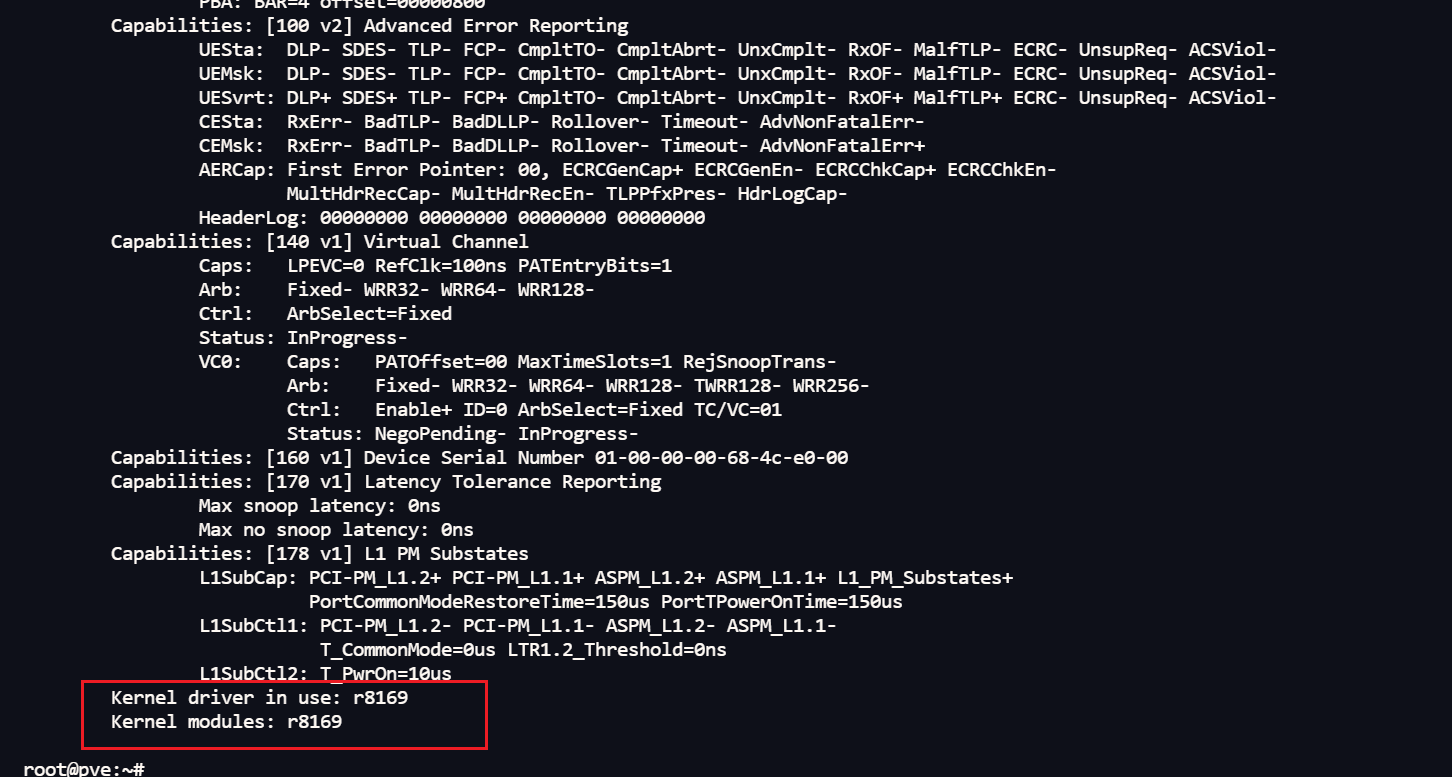 PBA: BAR=4 offset=00000800
Capabilities: [100 v2] Advanced Error Reporting
UESta: DLP- SDES- TLP- FCP- CmpltTO- CmpltAbrt- UnxCmplt- RxOF- MalfTLP- ECRC- UnsupReq- ACSViol-
UEMsk: DLP- SDES- TLP- FCP- CmpltTO- CmpltAbrt- UnxCmplt- RxOF- MalfTLP- ECRC- UnsupReq- ACSViol-
UESvrt: DLP+ SDES+ TLP- FCP+ CmpltTO- CmpltAbrt- UnxCmplt- RxOF+ MalfTLP+ ECRC- UnsupReq- ACSViol-
CESta: RxErr- BadTLP- BadDLLP- Rollover- Timeout- AdvNonFatalErr-
CEMsk: RxErr- BadTLP- BadDLLP- Rollover- Timeout- AdvNonFatalErr+
AERCap: First Error Pointer: 00, ECRCGenCap+ ECRCGenEn- ECRCChkCap+ ECRCChkEn-
MultHdrRecCap- MultHdrRecEn- TLPPfxPres- HdrLogCap-
HeaderLog: 00000000 00000000 00000000 00000000
Capabilities: [140 v1] Virtual Channel
Caps: LPEVC=0 RefClk=100ns PATEntryBits=1
Arb: Fixed- WRR32- WRR64- WRR128-
Ctrl: ArbSelect=Fixed
Status: InProgress-
VC0: Caps: PATOffset=00 MaxTimeSlots=1 RejSnoopTrans-
Arb: Fixed- WRR32- WRR64- WRR128- TWRR128- WRR256-
Ctrl: Enable+ ID=0 ArbSelect=Fixed TC/VC=01
Status: NegoPending- InProgress-
Capabilities: [160 v1] Device Serial Number 01-00-00-00-68-4c-e0-00
Capabilities: [170 v1] Latency Tolerance Reporting
Max snoop latency: 0ns
Max no snoop latency: 0ns
Capabilities: [178 v1] L1 PM Substates
L1SubCap: PCI-PM_L1.2+ PCI-PM_L1.1+ ASPM_L1.2+ ASPM_L1.1+ L1_PM_Substates+
PortCommonModeRestoreTime=150us PortTPowerOnTime=150us
L1SubCtl1: PCI-PM_L1.2- PCI-PM_L1.1- ASPM_L1.2- ASPM_L1.1-
T_CommonMode=0us LTR1.2_Threshold=0ns
L1SubCtl2: T_PwrOn=10us
Kernel driver in use: r8169
Kernel modules: r8169
root@pve:~#